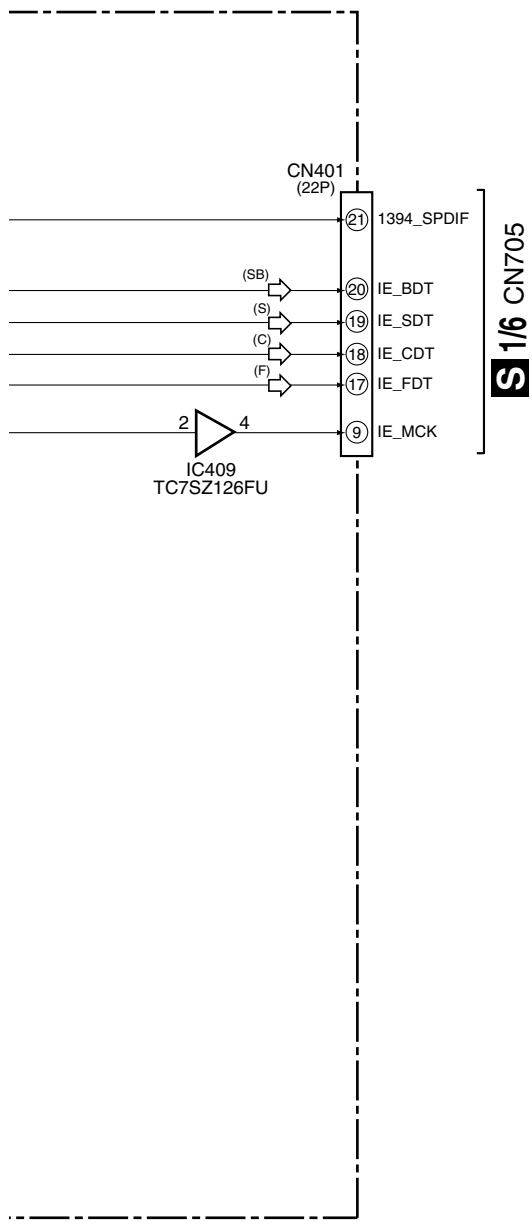 CN401
(22P)
21 1394_SPDIF
(SB)
20 IE_BDT
(S)
19 IE_SDT
(C)
18 IE_CDT
(F)
17 IE_FDT
2 4 9 IE_MCK
IC409
TC7SZ126FU
S 1/6 CN705